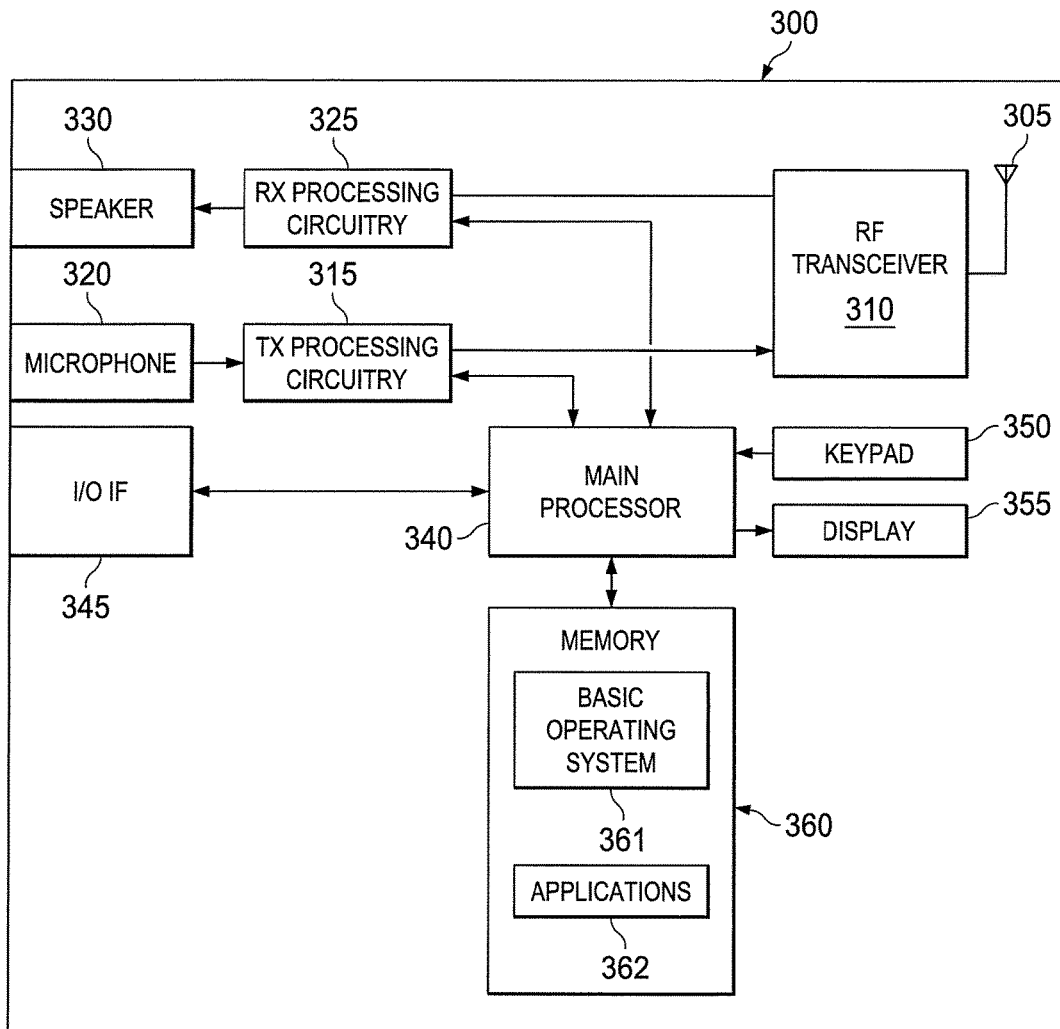 300
330
325
305
SPEAKER
RX PROCESSING
CIRCUITRY
RF
TRANSCEIVER
310
320
315
MICROPHONE
TX PROCESSING
CIRCUITRY
I/O IF
345
MAIN
PROCESSOR
340
KEYPAD
350
DISPLAY
355
MEMORY
BASIC
OPERATING
SYSTEM
361
360
APPLICATIONS
362